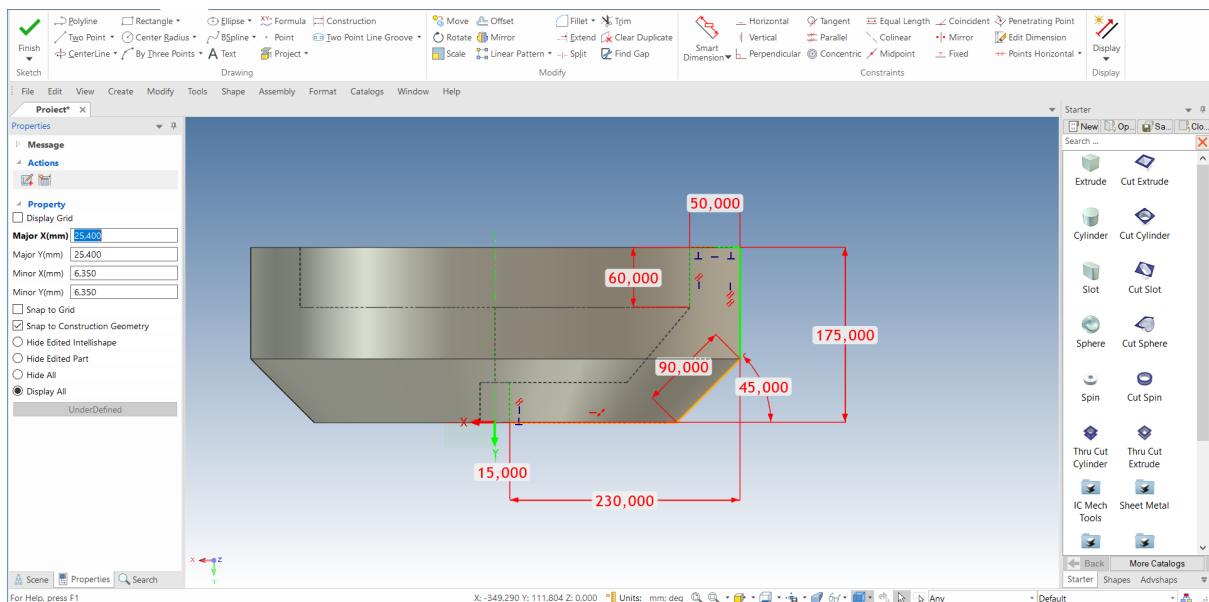 Polyline Rectangle Ellipse XY= Formula Construction Move Offset Fillet Trim Horizontal Tangent Equal Length Coincident Penetrating Point
Finish Two Point Center Radius BSpline Point Two Point Line Groove Rotate Mirror Extend Clear Duplicate Smart Dimension Vertical Parallel Colinear Mirror Edit Dimension Display
CenterLine By Three Points Text Project Scale Linear Pattern Split Find Gap Perpendicular Concentric Midpoint Fixed Points Horizontal
Sketch Drawing Modify Constraints Display
File Edit View Create Modify Tools Shape Assembly Format Catalogs Window Help
Project*
Properties
Message
Actions
Property
Display Grid
Major X(mm) 25.400
Major Y(mm) 25.400
Minor X(mm) 6,350
Minor Y(mm) 6,350
Snap to Grid
Snap to Construction Geometry
Hide Edited Intellishape
Hide Edited Part
Hide All
Display All
UnderDefined
Scene Properties Search
50,000
60,000
175,000
90,000
45,000
X
Y
15,000
230,000
X Z
Y
Starter
New Op... Sa... Clo...
Search ...
Extrude Cut Extrude
Cylinder Cut Cylinder
Slot Cut Slot
Sphere Cut Sphere
Spin Cut Spin
Thru Cut Cylinder Thru Cut Extrude
IC Mech Tools Sheet Metal
Back More Catalogs
Starter Shapes Advshaps
For Help, press F1 X: -349,290 Y: 111,804 Z: 0,000 Units: mm; deg Any Default